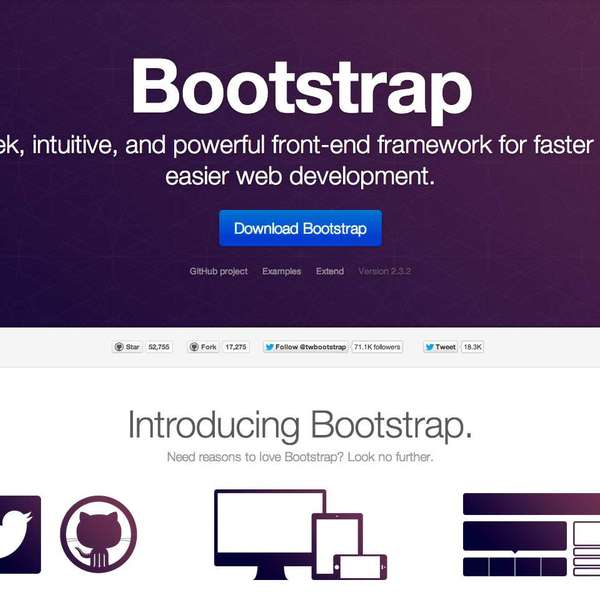 Bootstrap
ek, intuitive, and powerful front-end framework for faster
easier web development.
Download Bootstrap
GitHub project Examples Extend Version 2.3.2
Star 52,755 Fork 17,275 Follow @twbootstrap 71.1K followers Tweet 18.3K
Introducing Bootstrap.
Need reasons to love Bootstrap? Look no further.